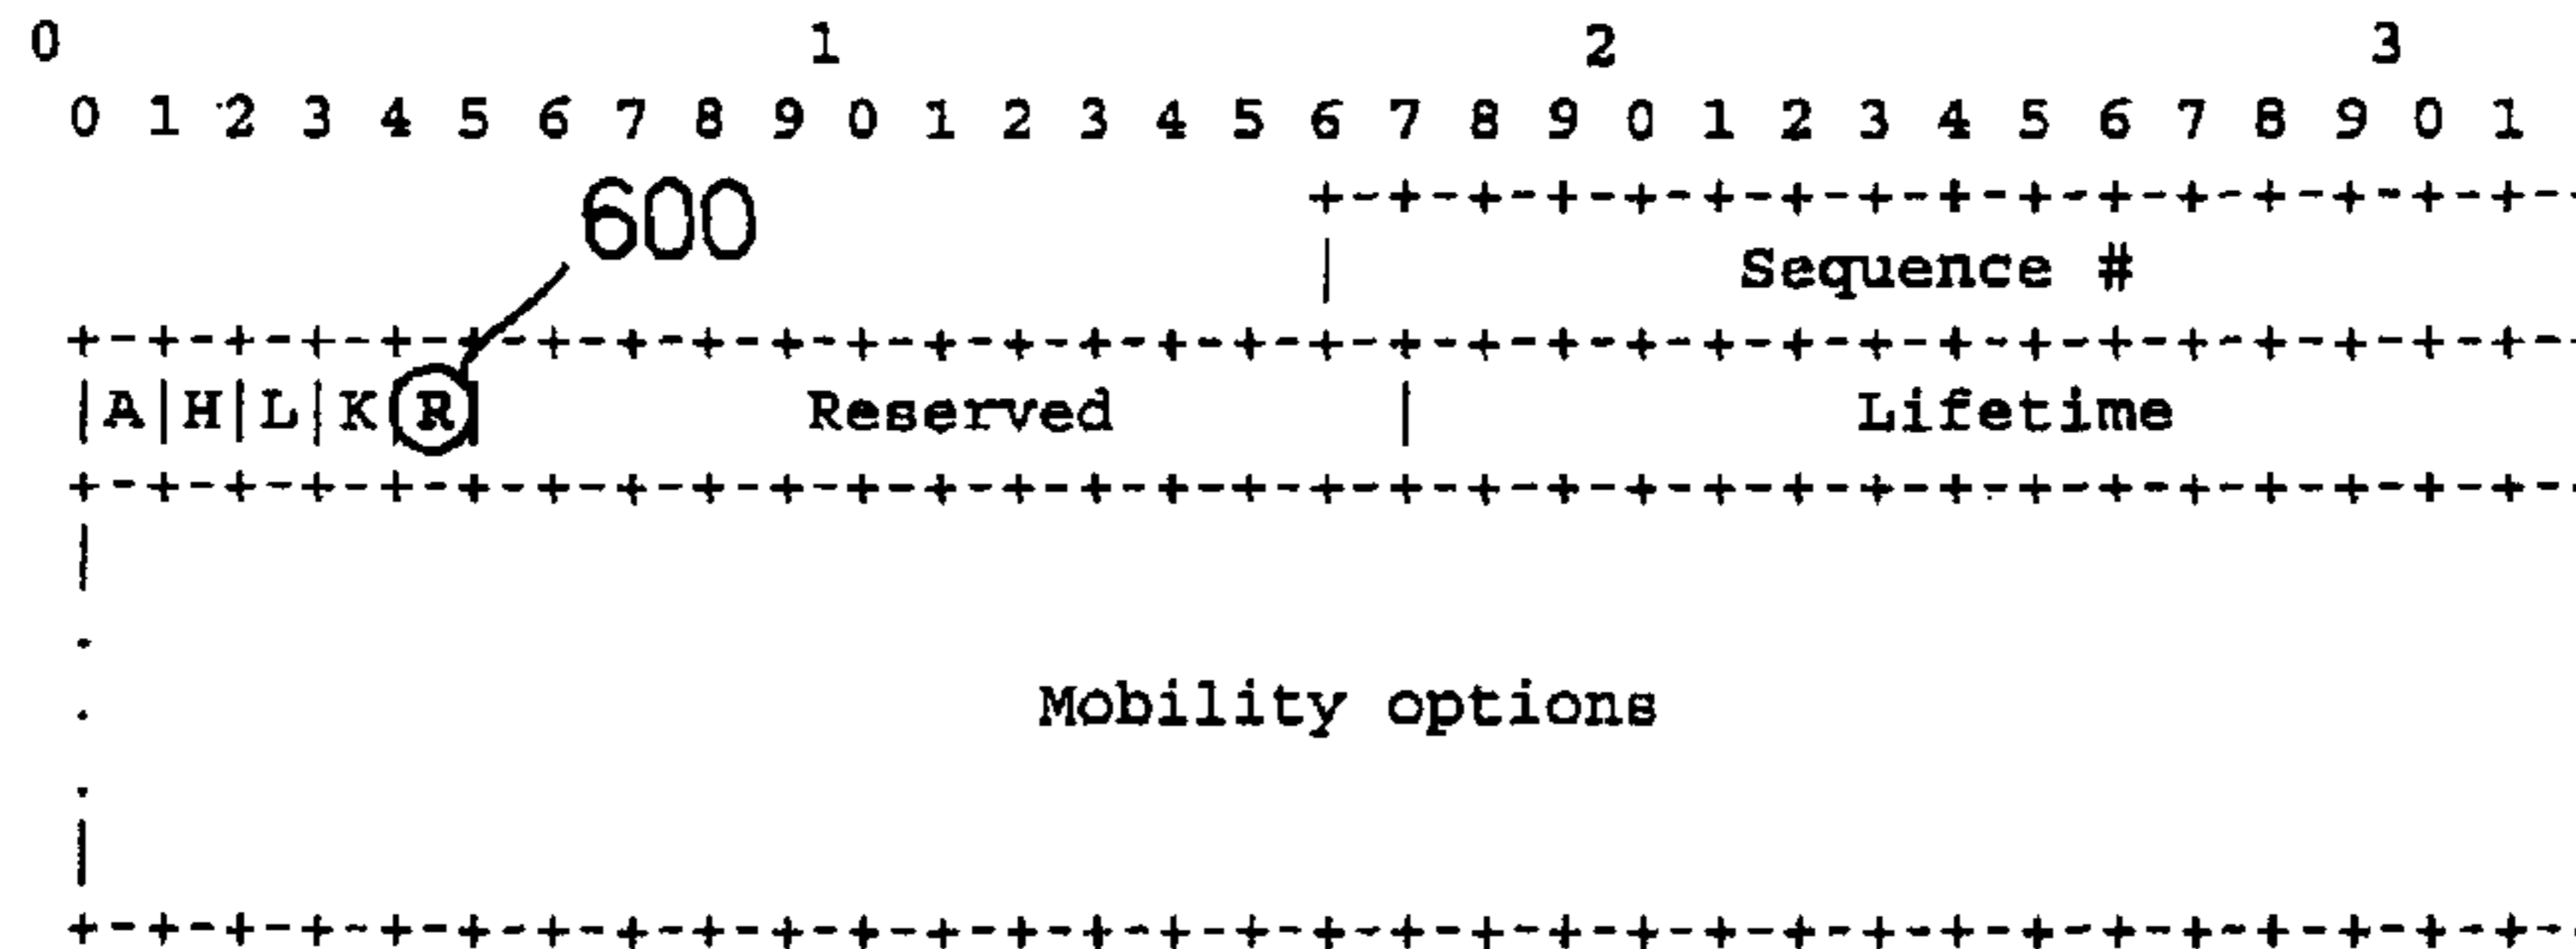 0 1 2 3
0 1 2 3 4 5 6 7 8 9 0 1 2 3 4 5 6 7 8 9 0 1 2 3 4 5 6 7 8 9 0 1
+-+-+-+-+-+-+-+-+-+-+-+-+-+-+-+-
600
| Sequence #
+-+-+-+-+-+-+-+-+-+-+-+-+-+-+-+-+-+-+-+-+-+-+-+-+-+-+-+-+-+-+-+-
|A|H|L|K|R| Reserved | Lifetime
+-+-+-+-+-+-+-+-+-+-+-+-+-+-+-+-+-+-+-+-+-+-+-+-+-+-+-+-+-+-+-+-
|
.
. Mobility options
.
|
+-+-+-+-+-+-+-+-+-+-+-+-+-+-+-+-+-+-+-+-+-+-+-+-+-+-+-+-+-+-+-+-